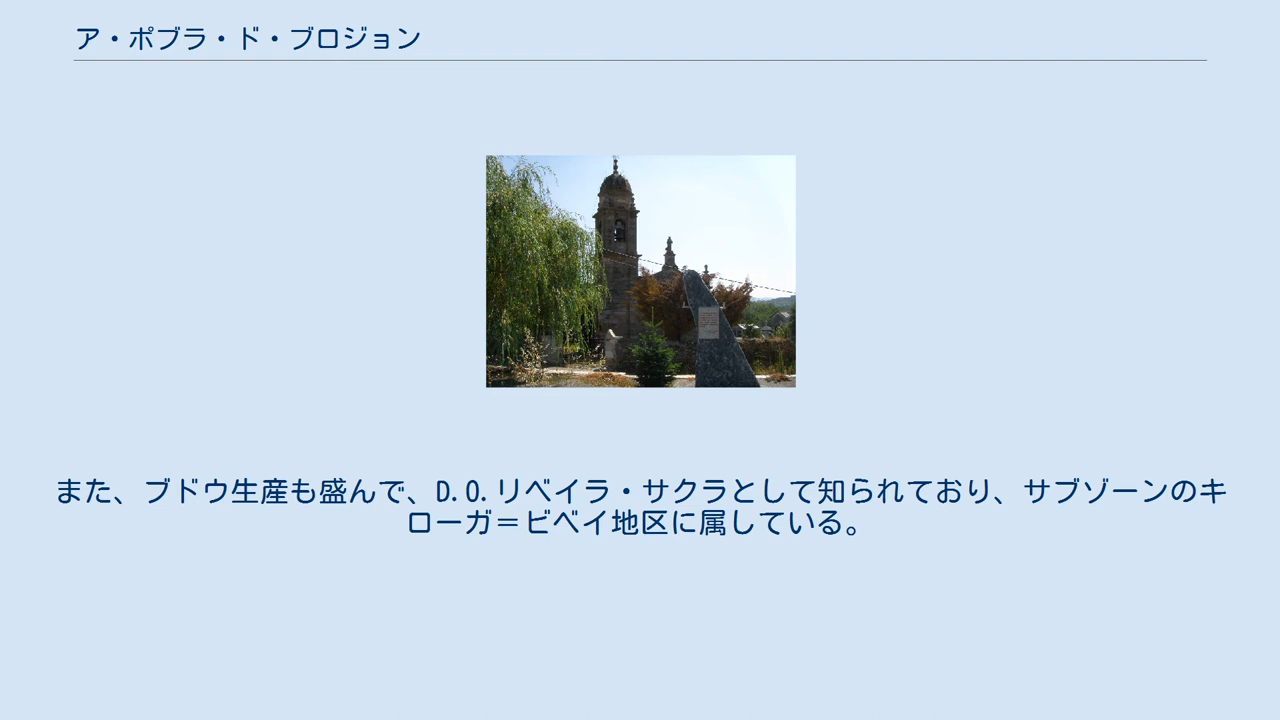 ア・ポブラ・ド・ブロジョン
また、ブドウ生産も盛んで、D.O.リベイラ・サクラとして知られており、サブゾーンのキ
ローガ＝ビベイ地区に属している。